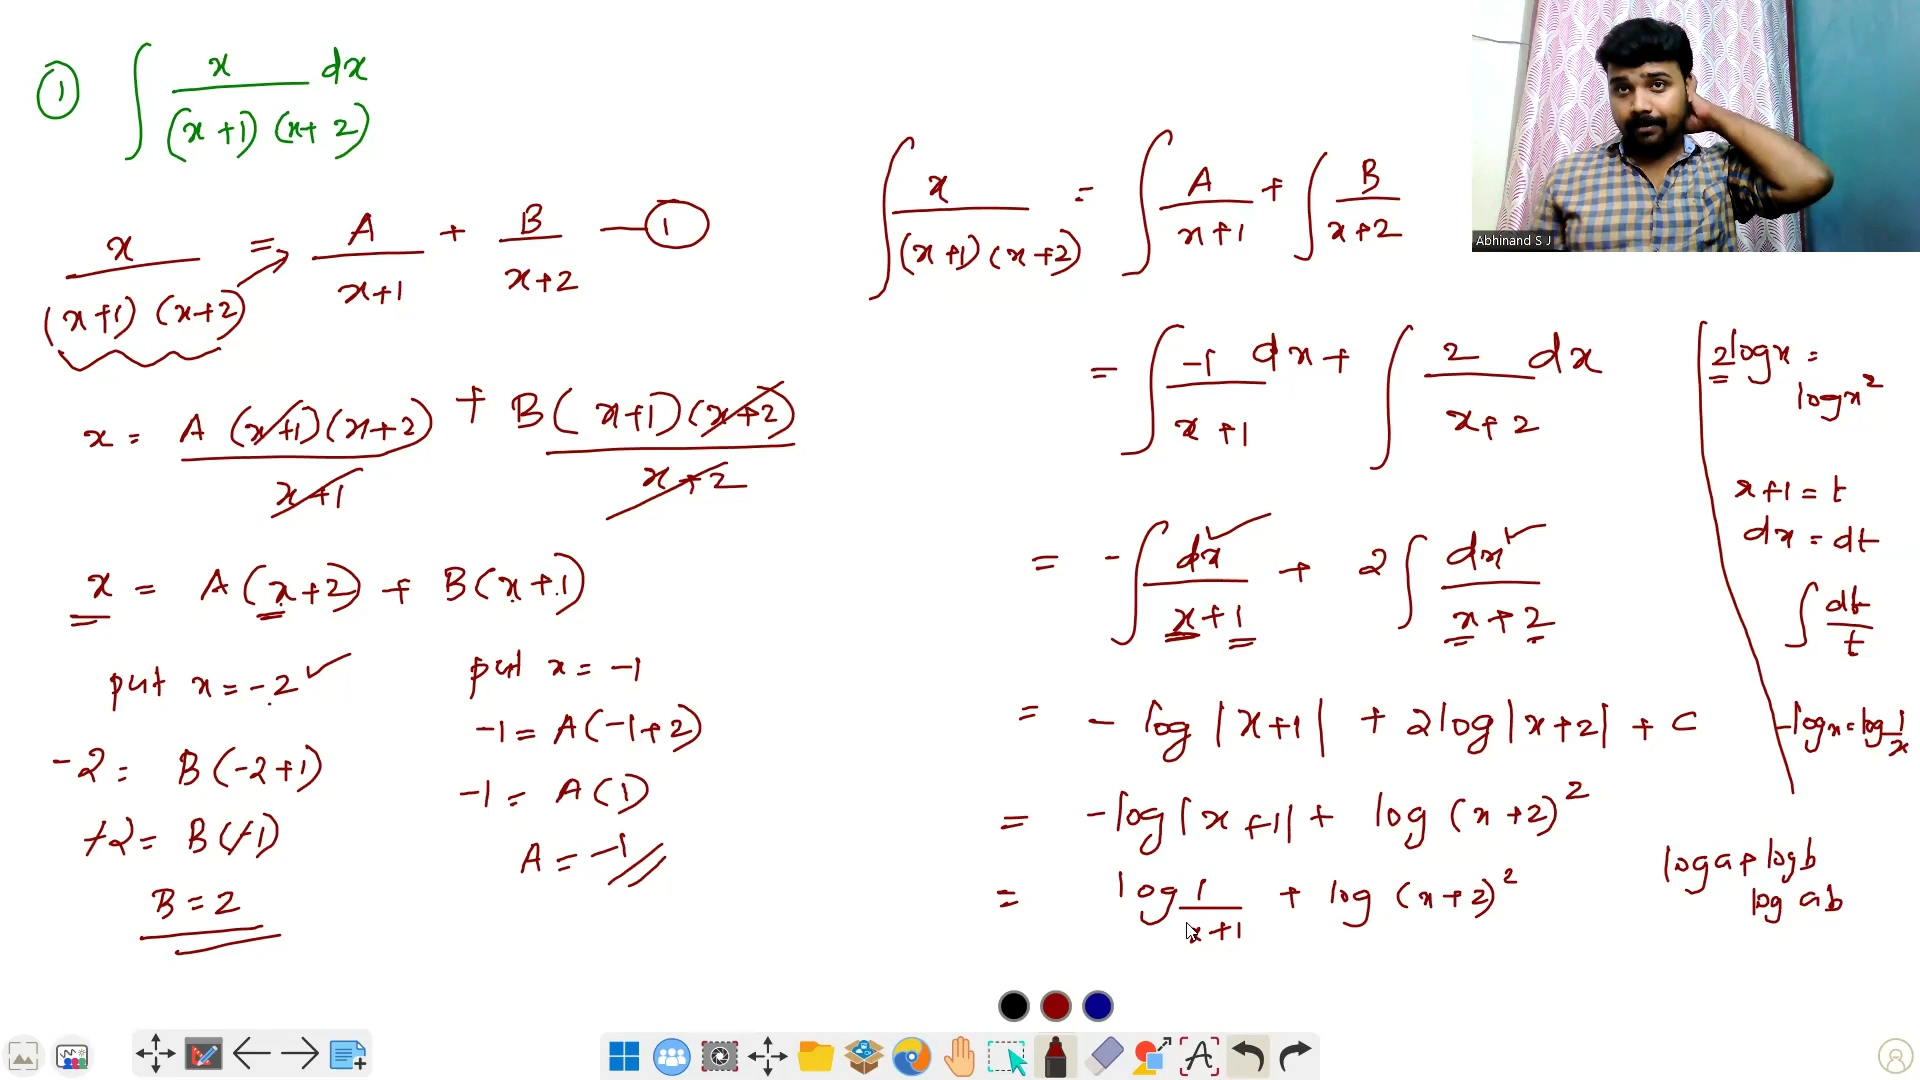 ① ∫ x/((x+1)(x+2)) dx
x/((x+1)(x+2)) = A/(x+1) + B/(x+2) — ①
x = A(x+1)(x+2)/(x+1) + B(x+1)(x+2)/(x+2)
x = A(x+2) + B(x+1)
put x = -2 ✓
-2 = B(-2+1)
-2 = B(-1)
B = 2
put x = -1
-1 = A(-1+2)
-1 = A(1)
A = -1
∫ x/((x+1)(x+2)) = ∫ A/(x+1) + ∫ B/(x+2)
= ∫ -1/(x+1) dx + ∫ 2/(x+2) dx
= -∫ dx/(x+1) + 2∫ dx/(x+2)
= - log|x+1| + 2log|x+2| + C
= -log|x+1| + log (x+2)²
= log 1/(x+1) + log (x+2)²
2logx =
logx²
x+1 = t
dx = dt
∫ dt/t
-logx = log 1/x
loga + logb
log ab
Abhinand S J